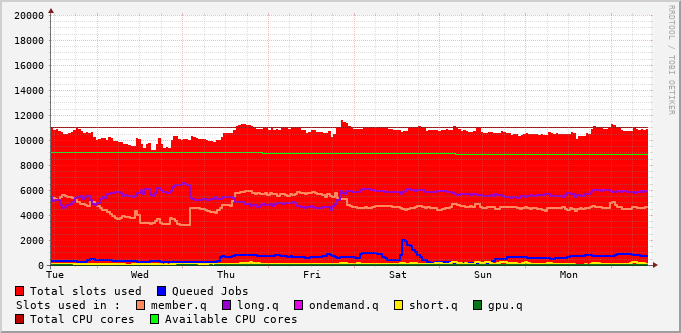 20000
18000
16000
14000
12000
10000
8000
6000
4000
2000
0
Tue Wed Thu Fri Sat Sun Mon
RRDTOOL / TOBI OETIKER
Total slots used Queued Jobs
Slots used in : member.q long.q ondemand.q short.q gpu.q
Total CPU cores Available CPU cores